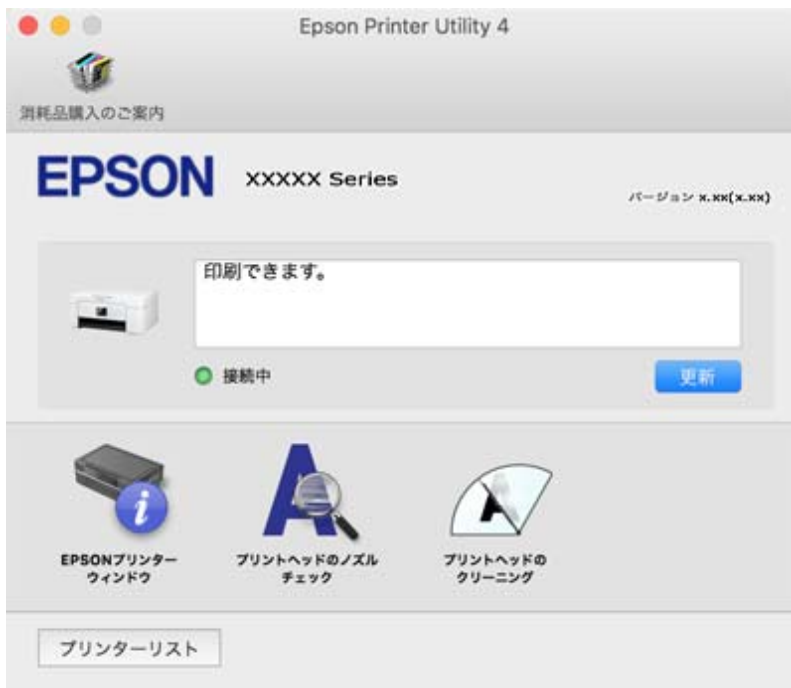 Epson Printer Utility 4
消耗品購入のご案内
EPSON XXXXX Series
バージョン x.xx(x.xx)
印刷できます。
接続中
更新
EPSONプリンター
ウィンドウ
プリントヘッドのノズル
チェック
プリントヘッドの
クリーニング
プリンターリスト